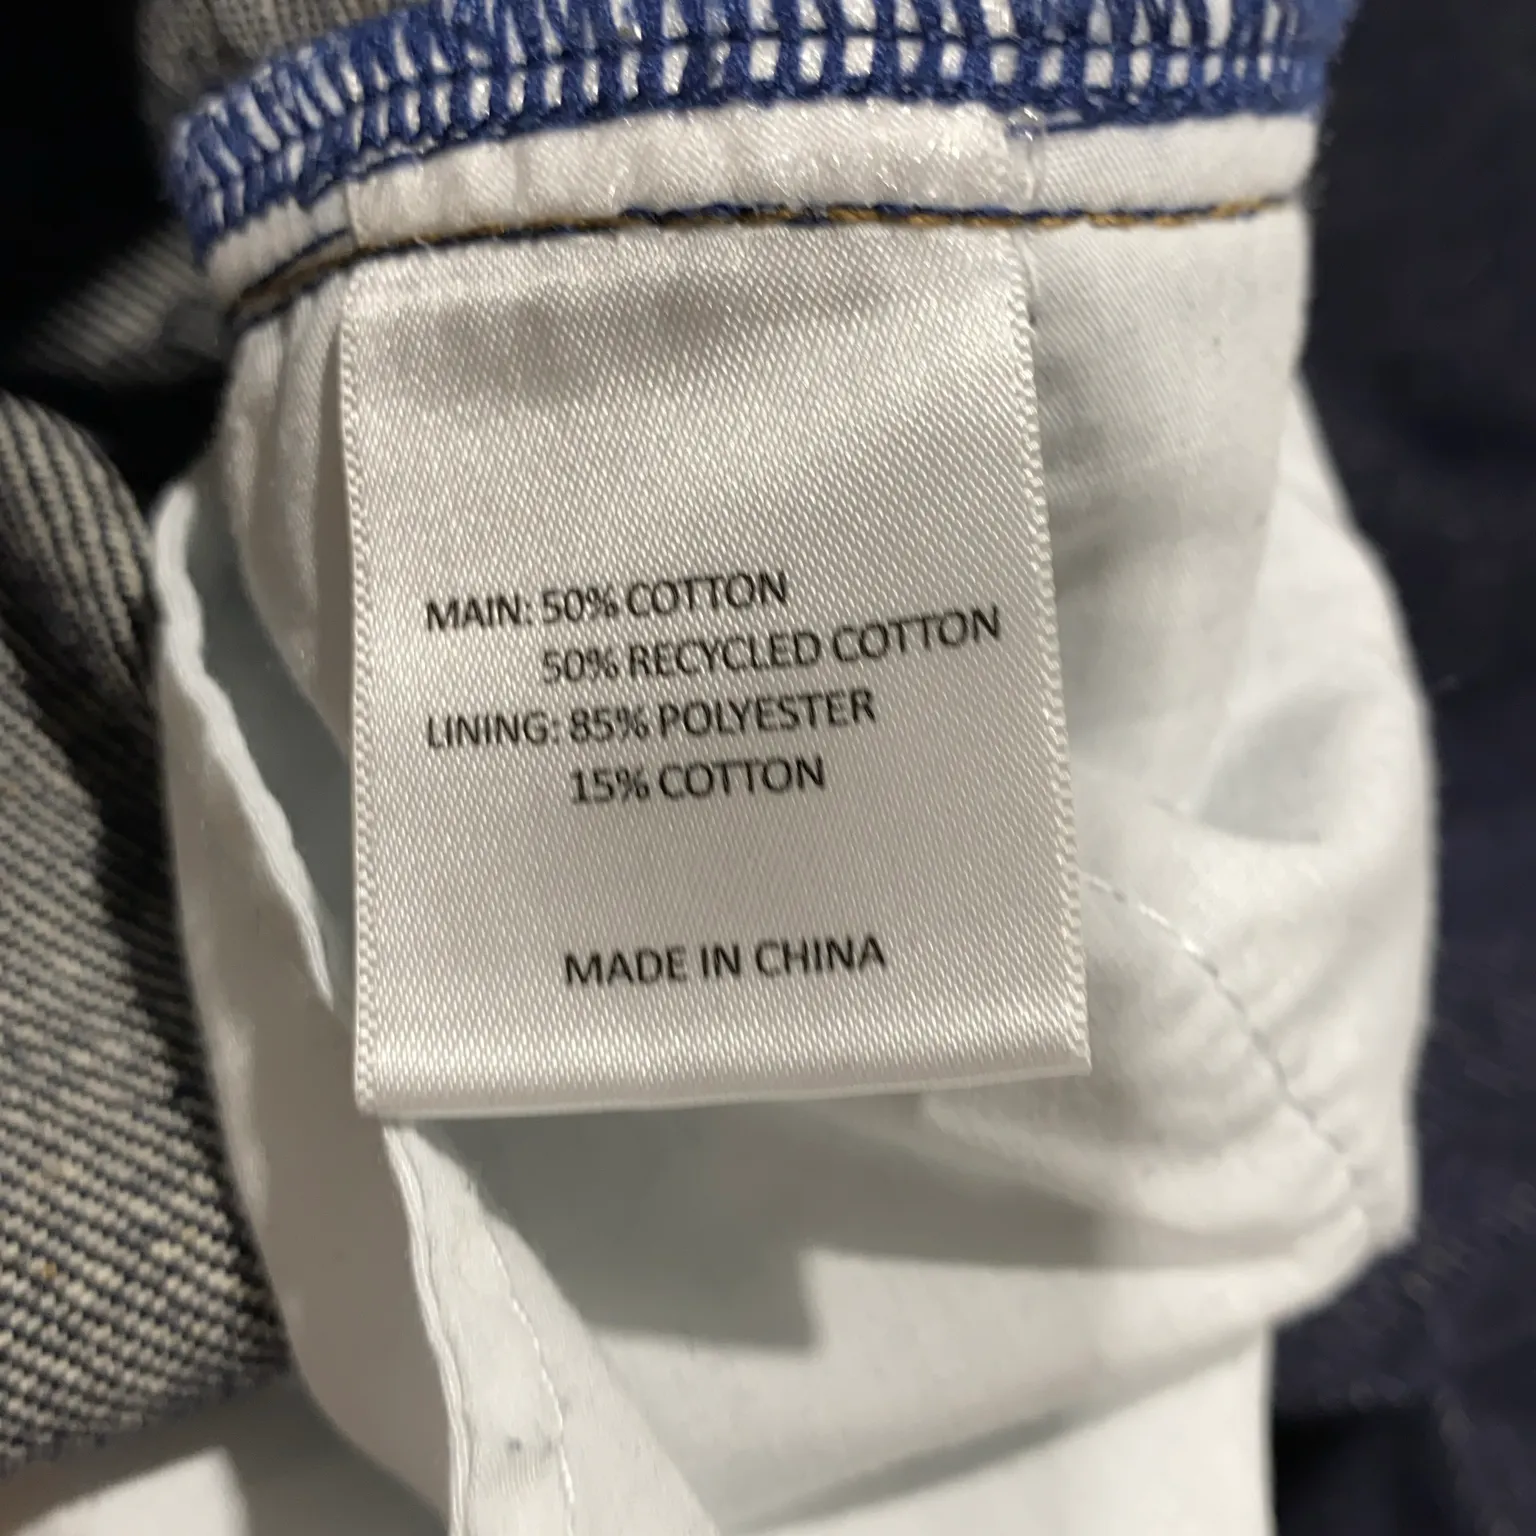 MAIN: 50% COTTON
50% RECYCLED COTTON
LINING: 85% POLYESTER
15% COTTON
MADE IN CHINA